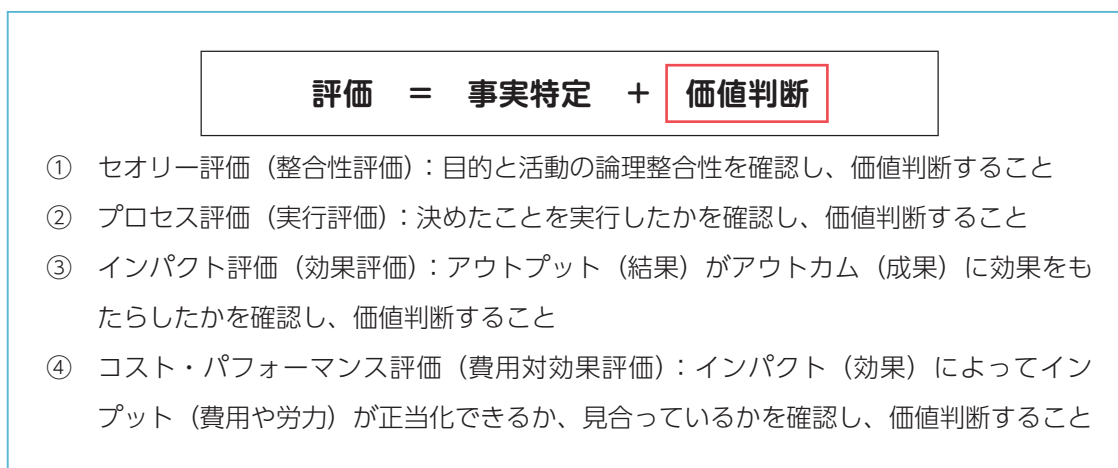 評価 ＝ 事実特定 ＋ 価値判断
① セオリー評価（整合性評価）：目的と活動の論理整合性を確認し、価値判断すること
② プロセス評価（実行評価）：決めたことを実行したかを確認し、価値判断すること
③ インパクト評価（効果評価）：アウトプット（結果）がアウトカム（成果）に効果をも
たらしたかを確認し、価値判断すること
④ コスト・パフォーマンス評価（費用対効果評価）：インパクト（効果）によってイン
プット（費用や労力）が正当化できるか、見合っているかを確認し、価値判断すること